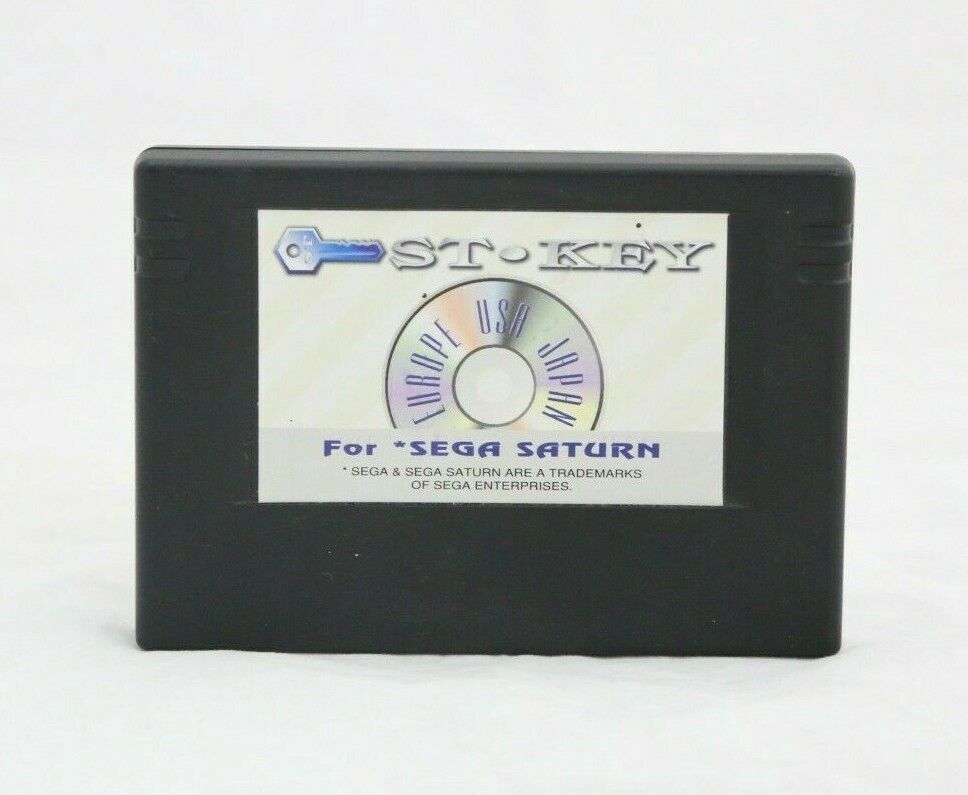 ST•KEY
EUROPE USA JAPAN
For *SEGA SATURN
* SEGA & SEGA SATURN ARE A TRADEMARKS
OF SEGA ENTERPRISES.